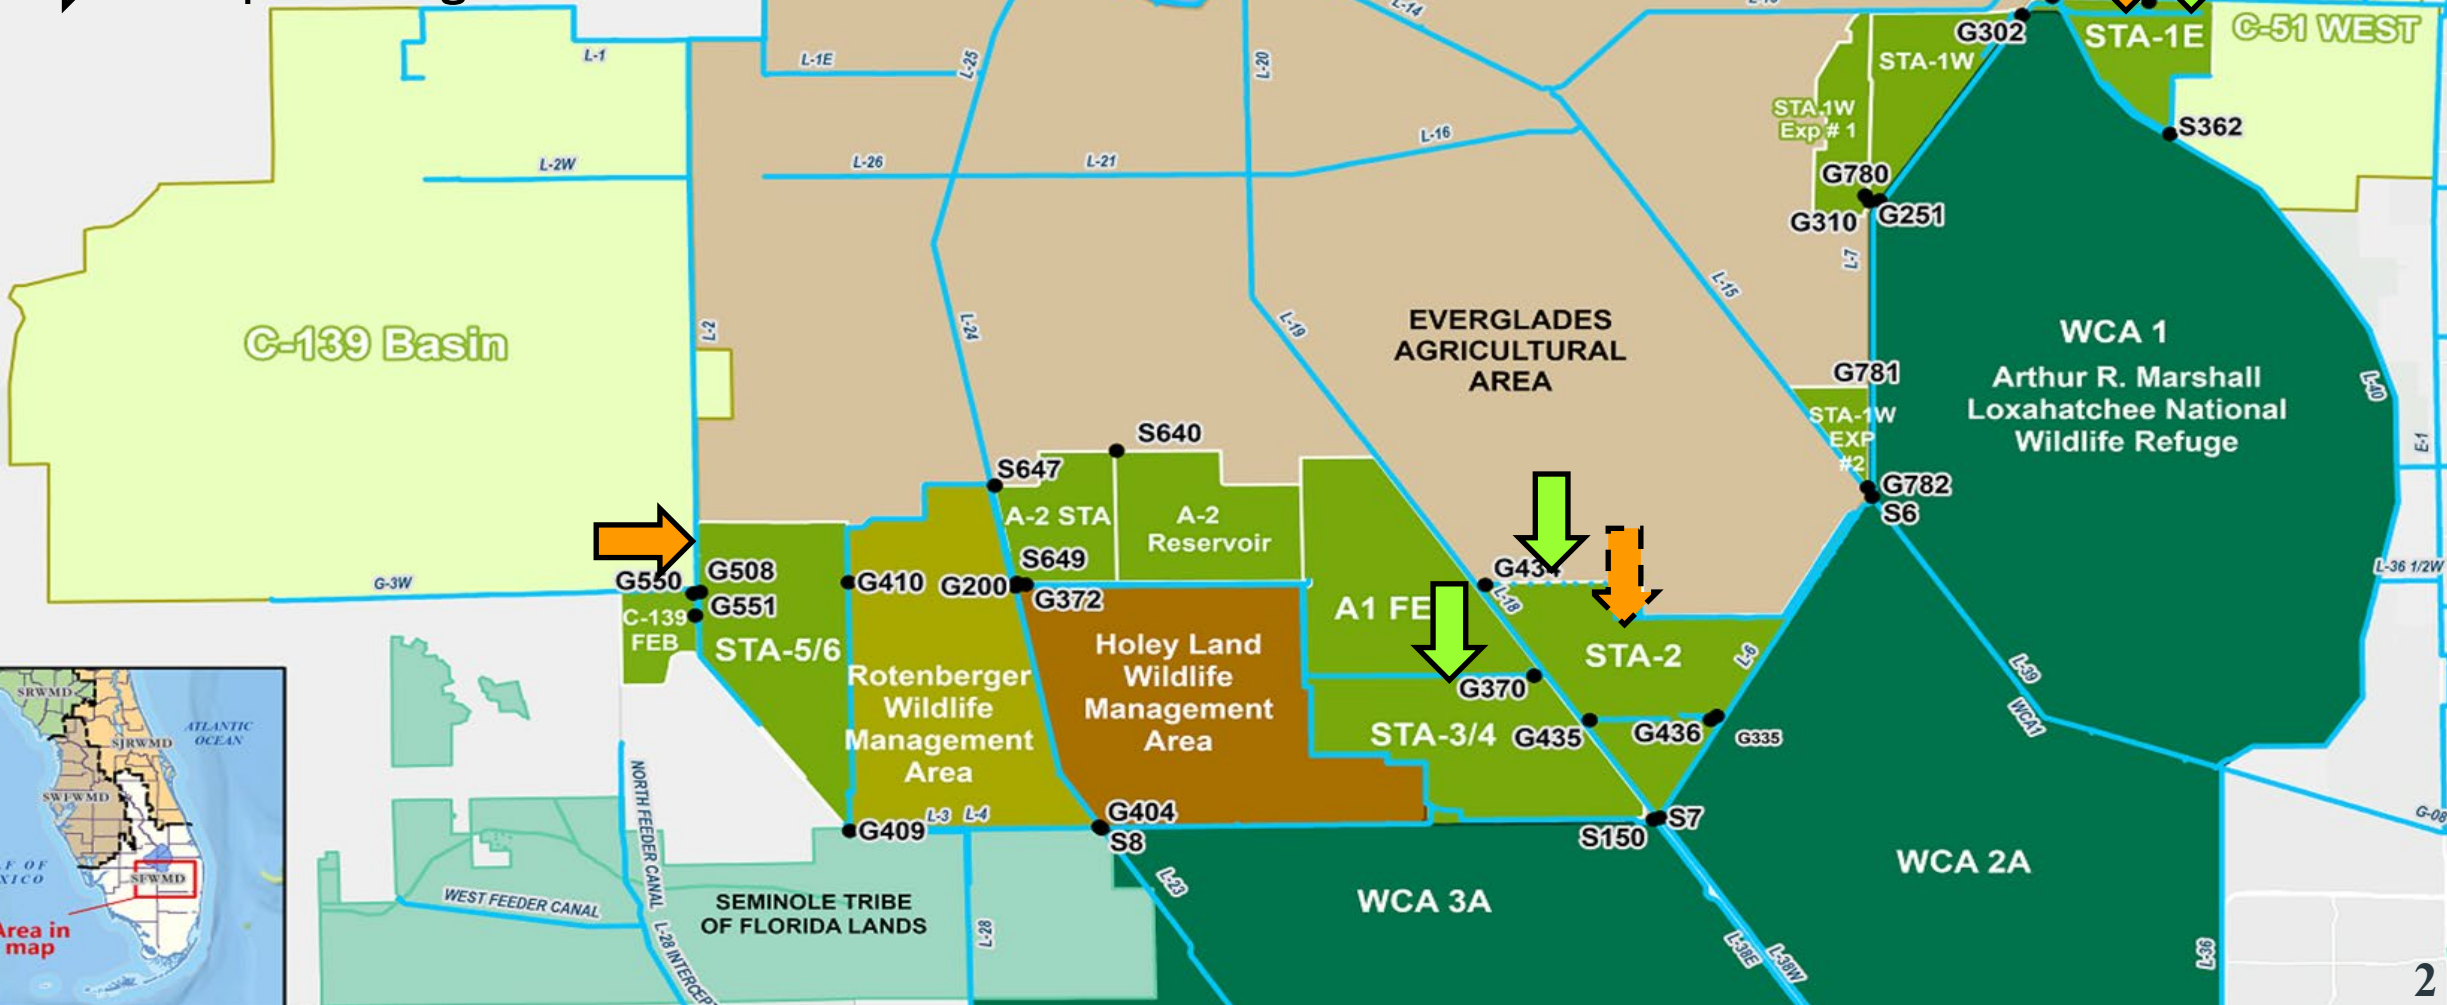 L-1
L-1E
L-25
L-20
L-14
G302
STA-1W
STA-1E
C-51 WEST
STA 1W
Exp # 1
S362
L-2W
L-26
L-21
L-16
G780
G310
G251
L-7
C-139 Basin
L-2
L-24
L-19
L-15
EVERGLADES
AGRICULTURAL
AREA
WCA 1
Arthur R. Marshall
Loxahatchee National
Wildlife Refuge
L-40
E-1
G781
STA-1W
EXP
#2
G782
S6
S640
S647
A-2 STA
A-2
Reservoir
S649
G200
G372
G410
G508
G550
G551
G-3W
C-139
FEB
STA-5/6
Rotenberger
Wildlife
Management
Area
Holey Land
Wildlife
Management
Area
A1 FE
G434
L-18
STA-2
L-6
G370
STA-3/4
G435
G436
G335
L-36 1/2W
L-39
WCA1
G-08
SRWMD
SJRWMD
SWFWMD
SFWMD
ATLANTIC
OCEAN
F OF
XICO
Area in
map
NORTH FEEDER CANAL
WEST FEEDER CANAL
L-28 INTERCEP
G409
L-3
L-4
G404
S8
S150
S7
SEMINOLE TRIBE
OF FLORIDA LANDS
L-28
L-23
WCA 3A
WCA 2A
L-38E
L-38W
L-36
2